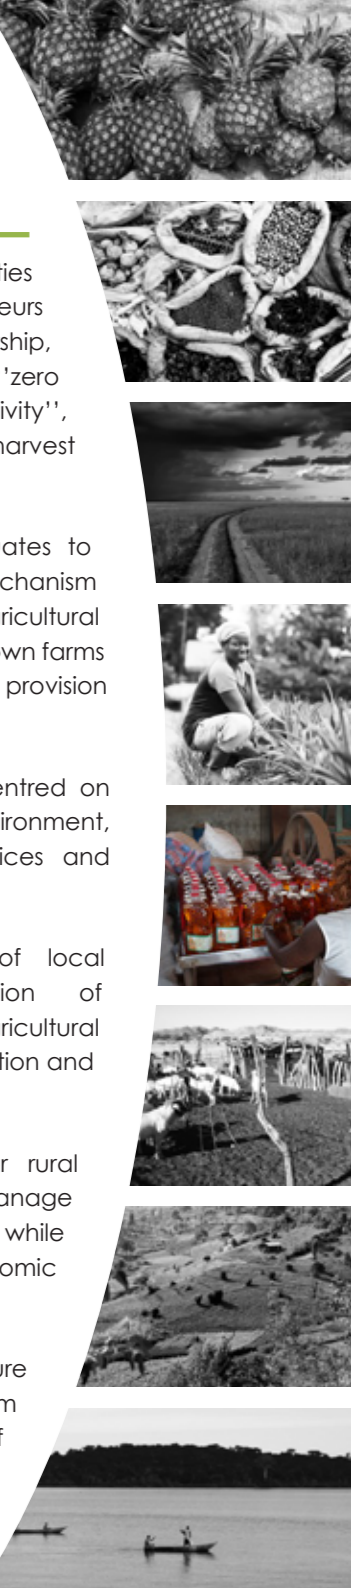 ties
eurs
ship,
'zero
ivity'',
harvest
ates to
chanism
ricultural
wn farms
provision
entred on
ironment,
ices and
of local
ion of
ricultural
tion and
r rural
anage
while
omic
ure
m
f